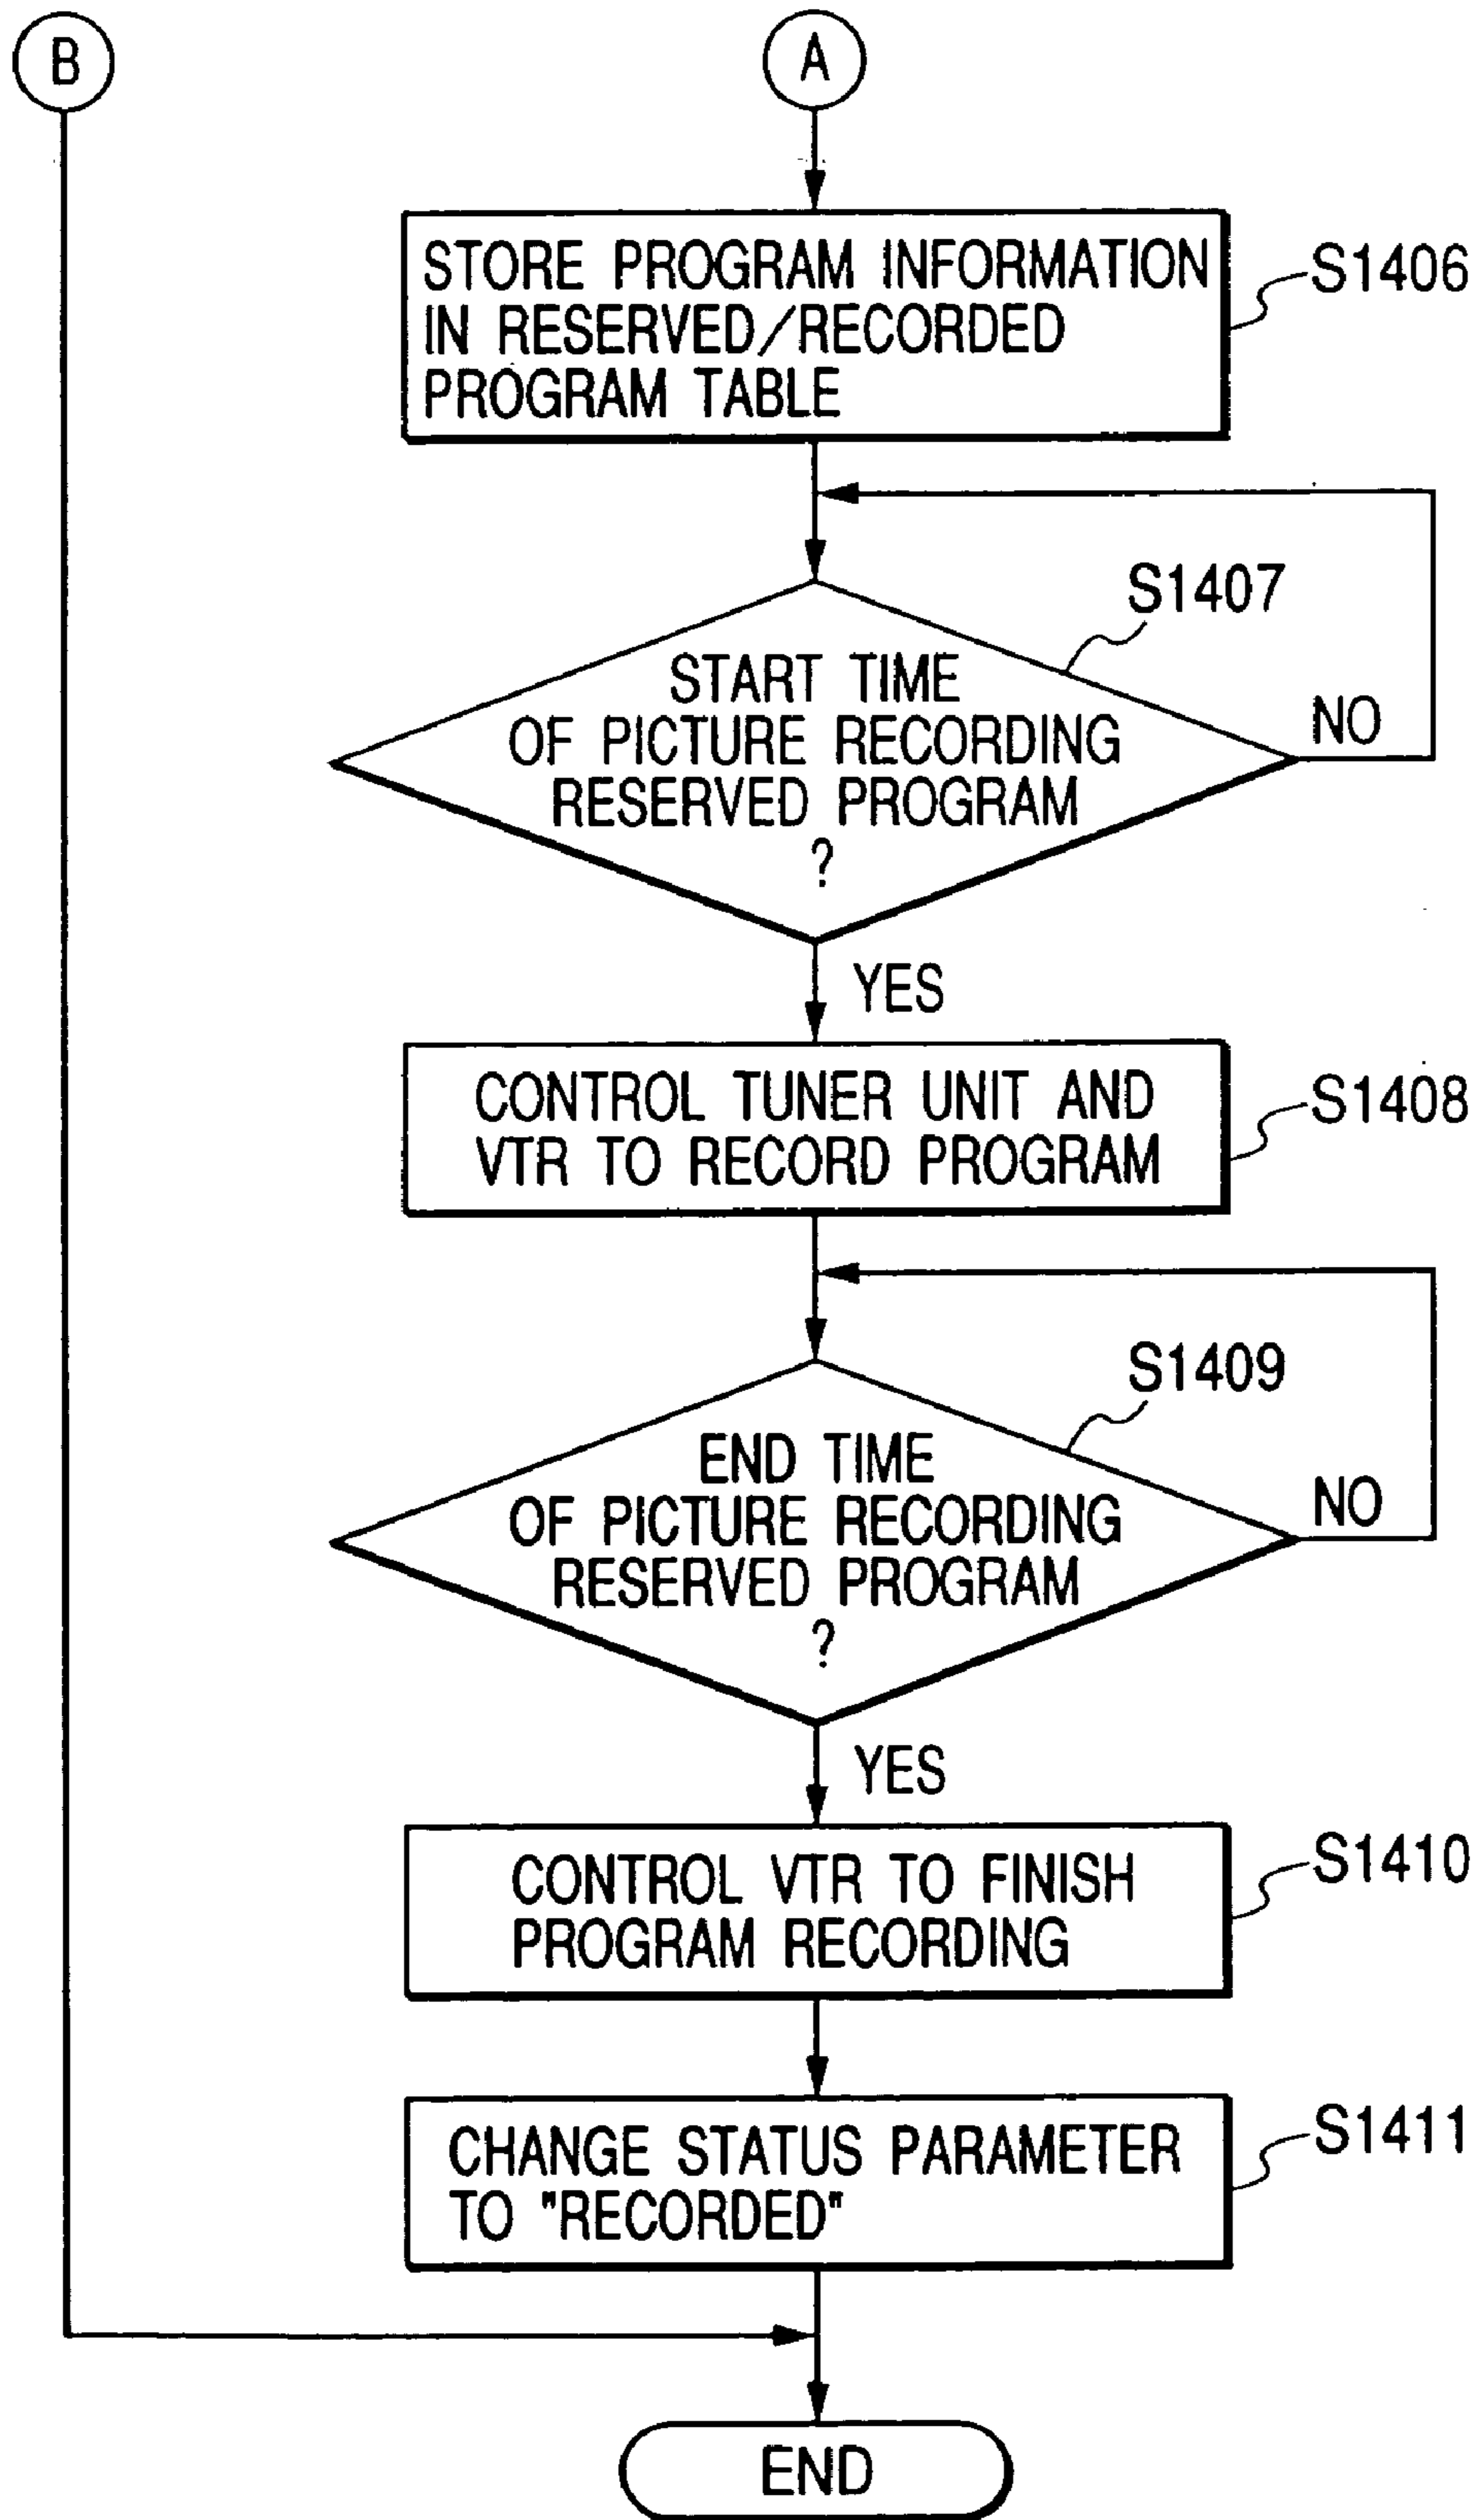 B
A
STORE PROGRAM INFORMATION
IN RESERVED/RECORDED
PROGRAM TABLE
S1406
S1407
START TIME
OF PICTURE RECORDING
RESERVED PROGRAM
?
NO
YES
CONTROL TUNER UNIT AND
VTR TO RECORD PROGRAM
S1408
S1409
END TIME
OF PICTURE RECORDING
RESERVED PROGRAM
?
NO
YES
CONTROL VTR TO FINISH
PROGRAM RECORDING
S1410
CHANGE STATUS PARAMETER
TO "RECORDED"
S1411
END